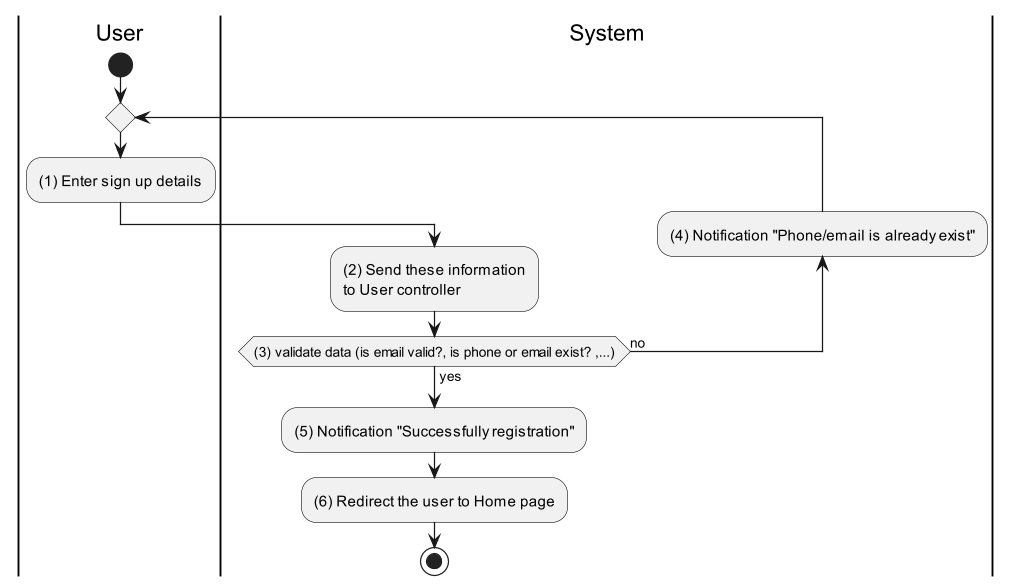 User
System
(1) Enter sign up details
(4) Notification "Phone/email is already exist"
(2) Send these information
to User controller
(3) validate data (is email valid?, is phone or email exist? ,...)
no
yes
(5) Notification "Successfully registration"
(6) Redirect the user to Home page